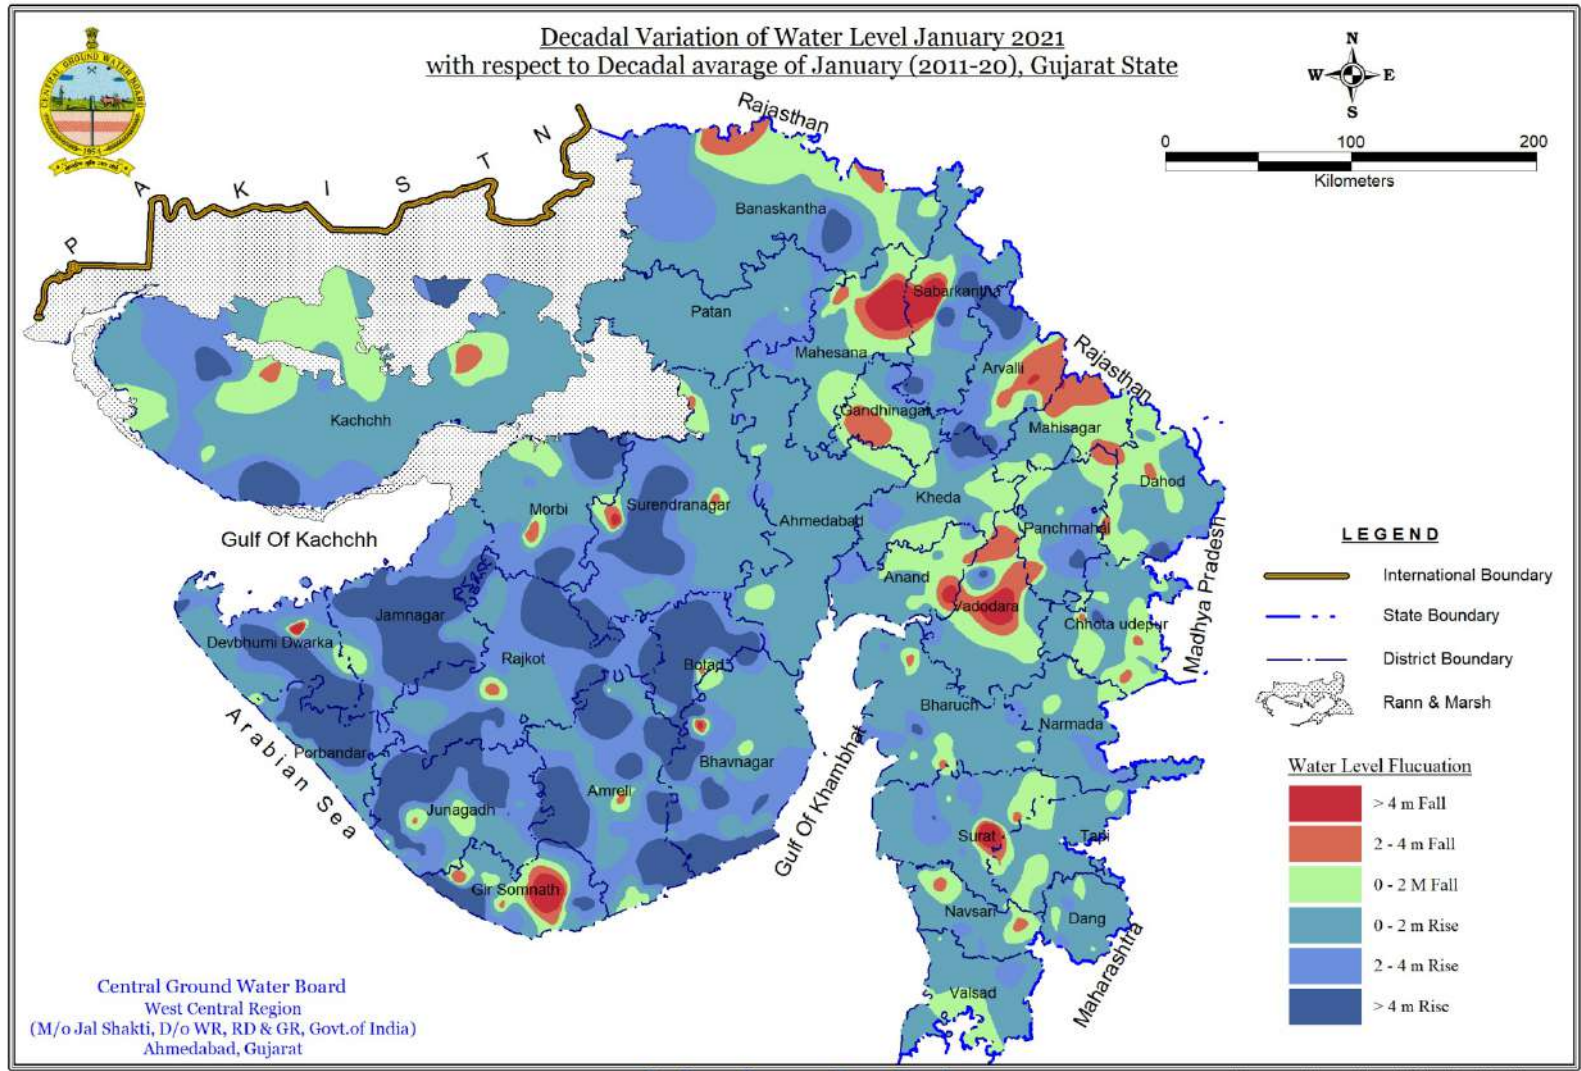 Decadal Variation of Water Level January 2021
with respect to Decadal avarage of January (2011-20), Gujarat State
CENTRAL GROUND WATER BOARD
1954
N
W E
S
0 100 200
Kilometers
P A K I S T N
Rajasthan
Banaskantha
Patan
Sabarkantha
Mahesana
Arvalli
Rajasthan
Kachchh
Gandhinagar
Mahisagar
Dahod
Kheda
Morbi
Surendranagar
Ahmedabad
Panchmahal
Gulf Of Kachchh
Anand
Vadodara
Chhota udepur
Madhya Pradesh
Jamnagar
Devbhumi Dwarka
Rajkot
Botad
Bharuch
Narmada
Porbandar
Bhavnagar
Arabian Sea
Gulf Of Khambhat
Amreli
Junagadh
Surat
Tapi
Gir Somnath
Navsari
Dang
Maharashtra
Valsad
LEGEND
International Boundary
State Boundary
District Boundary
Rann & Marsh
Water Level Flucuation
> 4 m Fall
2 - 4 m Fall
0 - 2 M Fall
0 - 2 m Rise
2 - 4 m Rise
> 4 m Rise
Central Ground Water Board
West Central Region
(M/o Jal Shakti, D/o WR, RD & GR, Govt.of India)
Ahmedabad, Gujarat